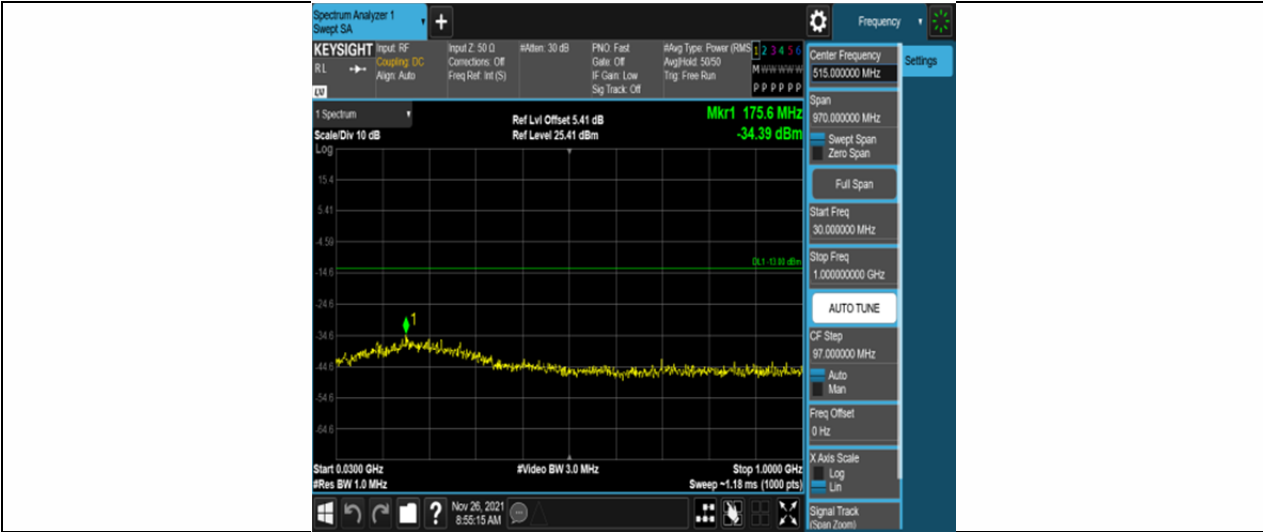 Spectrum Analyzer 1
Swept SA
+
Frequency
KEYSIGHT
RL
LV
Input: RF
Coupling: DC
Align: Auto
Input Z: 50 Ω
Corrections: Off
Freq Ref: Int (S)
#Atten: 30 dB
PNO: Fast
Gate: Off
IF Gain: Low
Sig Track: Off
#Avg Type: Power (RMS
Avg|Hold: 50/50
Trig: Free Run
1 2 3 4 5 6
M W W W W W
P P P P P P
1 Spectrum
Scale/Div 10 dB
Ref Lvl Offset 5.41 dB
Ref Level 25.41 dBm
Mkr1 175.6 MHz
-34.39 dBm
Log
15.4
5.41
-4.59
-14.6
-24.6
-34.6
-44.6
-54.6
-64.6
DL1 -13.00 dBm
1
Start 0.0300 GHz
#Res BW 1.0 MHz
#Video BW 3.0 MHz
Stop 1.0000 GHz
Sweep ~1.18 ms (1000 pts)
?
Nov 26, 2021
8:55:15 AM
Center Frequency
515.000000 MHz
Span
970.000000 MHz
Swept Span
Zero Span
Full Span
Start Freq
30.000000 MHz
Stop Freq
1.000000000 GHz
AUTO TUNE
CF Step
97.000000 MHz
Auto
Man
Freq Offset
0 Hz
X Axis Scale
Log
Lin
Signal Track
(Span Zoom)
Settings